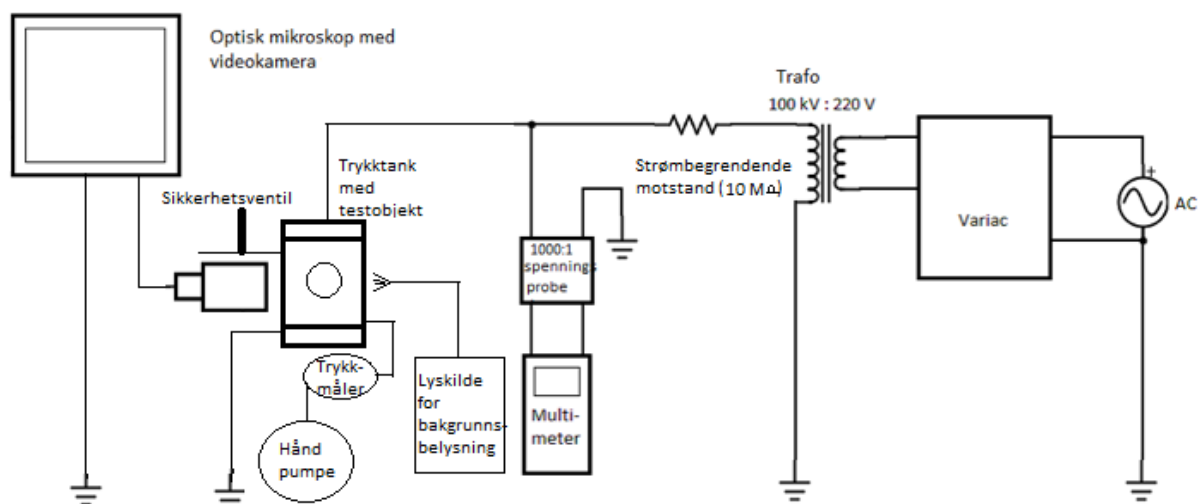 Optisk mikroskop med
videokamera
Trafo
100 kV : 220 V
Trykktank
med
testobjekt
Strømbegrendende
motstand (10 MΩ)
Sikkerhetsventil
+
AC
Variac
1000:1
spennings
probe
Trykk-
måler
Lyskilde
for
bakgrunns-
belysning
Multi-
meter
Hånd
pumpe